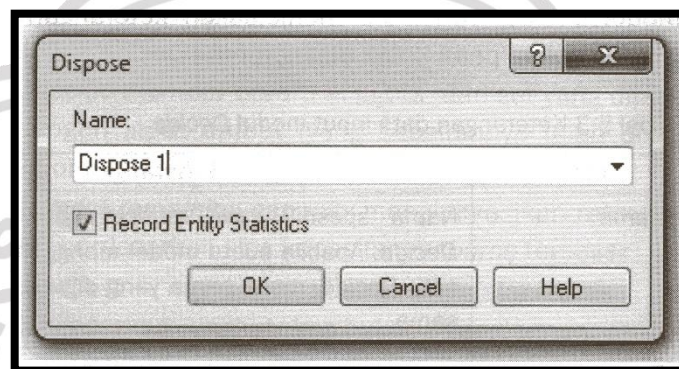 Dispose
Name:
Dispose 1
Record Entity Statistics
OK
Cancel
Help